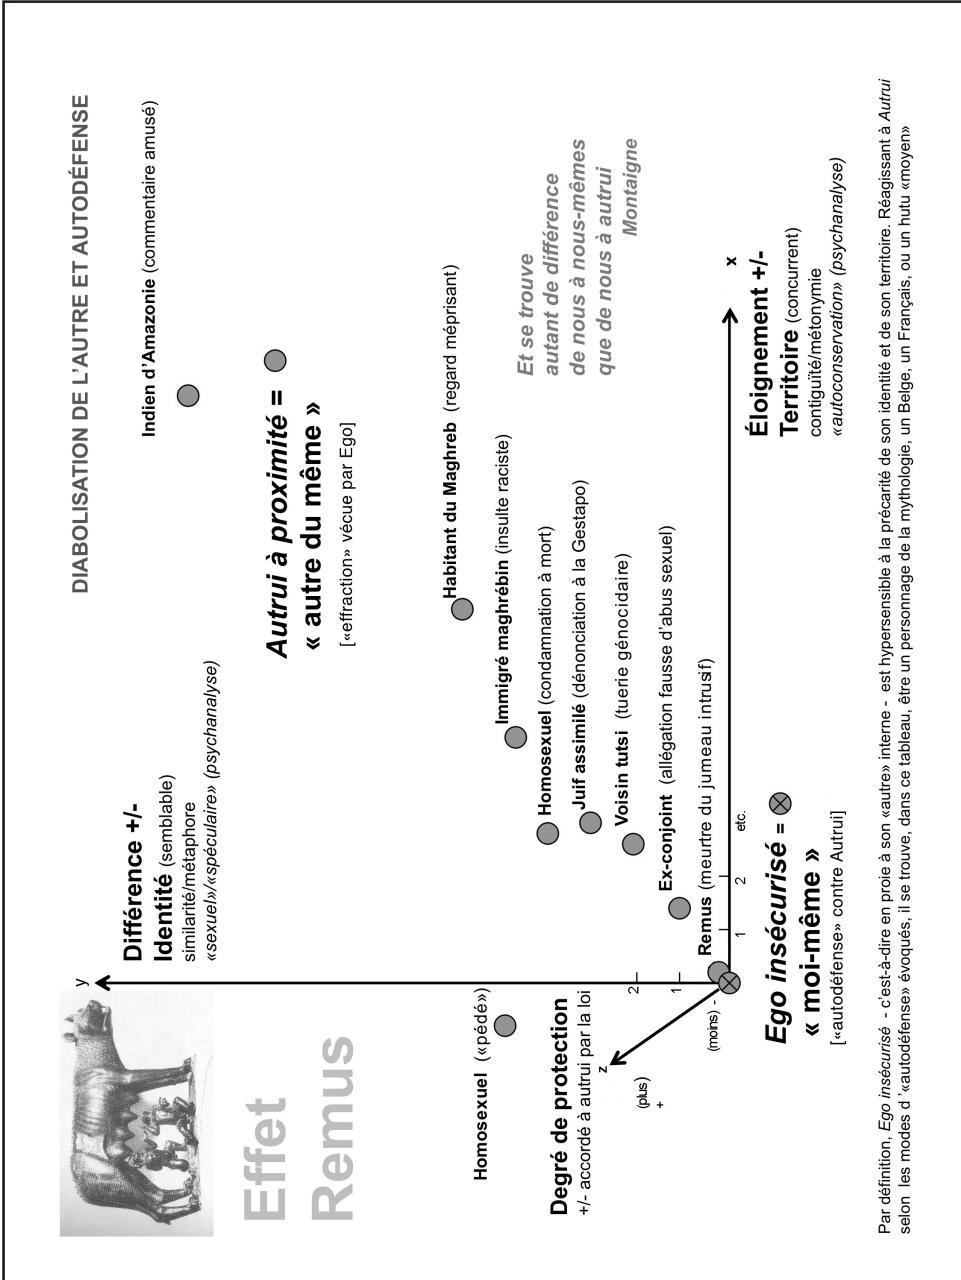 DIABOLISATION DE L'AUTRE ET AUTODÉFENSE
y
Différence +/-
Identité (semblable)
similarité/métaphore
«sexuel»/«spéculaire» (psychanalyse)
Indien d'Amazonie (commentaire amusé)
Effet
Remus
Autrui à proximité =
« autre du même »
[«effraction» vécue par Ego]
Habitant du Maghreb (regard méprisant)
Immigré maghrébin (insulte raciste)
Homosexuel («pédé»)
Homosexuel (condamnation à mort)
Juif assimilé (dénonciation à la Gestapo)
Voisin tutsi (tuerie génocidaire)
Ex-conjoint (allégation fausse d'abus sexuel)
Remus (meurtre du jumeau intrusif)
Et se trouve
autant de différence
de nous à nous-mêmes
que de nous à autrui
Montaigne
Degré de protection
+/- accordé à autrui par la loi
z
(plus)
+
(moins) -
2
1
1
2
etc.
x
Éloignement +/-
Territoire (concurrent)
contiguïté/métonymie
«autoconservation» (psychanalyse)
Ego insécurisé =
« moi-même »
[«autodéfense» contre Autrui]
Par définition, Ego insécurisé - c'est-à-dire en proie à son «autre» interne - est hypersensible à la précarité de son identité et de son territoire. Réagissant à Autrui
selon les modes d '«autodéfense» évoqués, il se trouve, dans ce tableau, être un personnage de la mythologie, un Belge, un Français, ou un hutu «moyen»